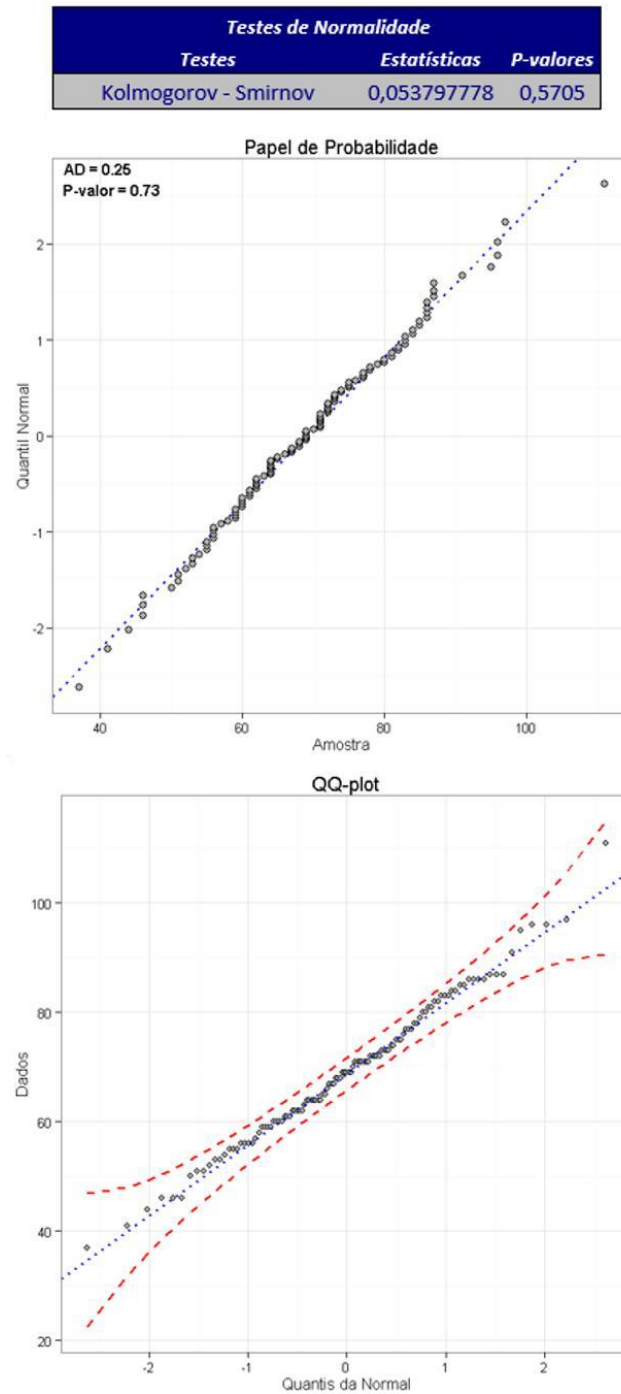 Testes de Normalidade
Testes Estatísticas P-valores
Kolmogorov - Smirnov 0,053797778 0,5705
Papel de Probabilidade
AD = 0.25
P-valor = 0.73
2
1
0
-1
-2
Quantil Normal
40 60 80 100
Amostra
QQ-plot
100
80
60
40
20
Dados
-2 -1 0 1 2
Quantis da Normal